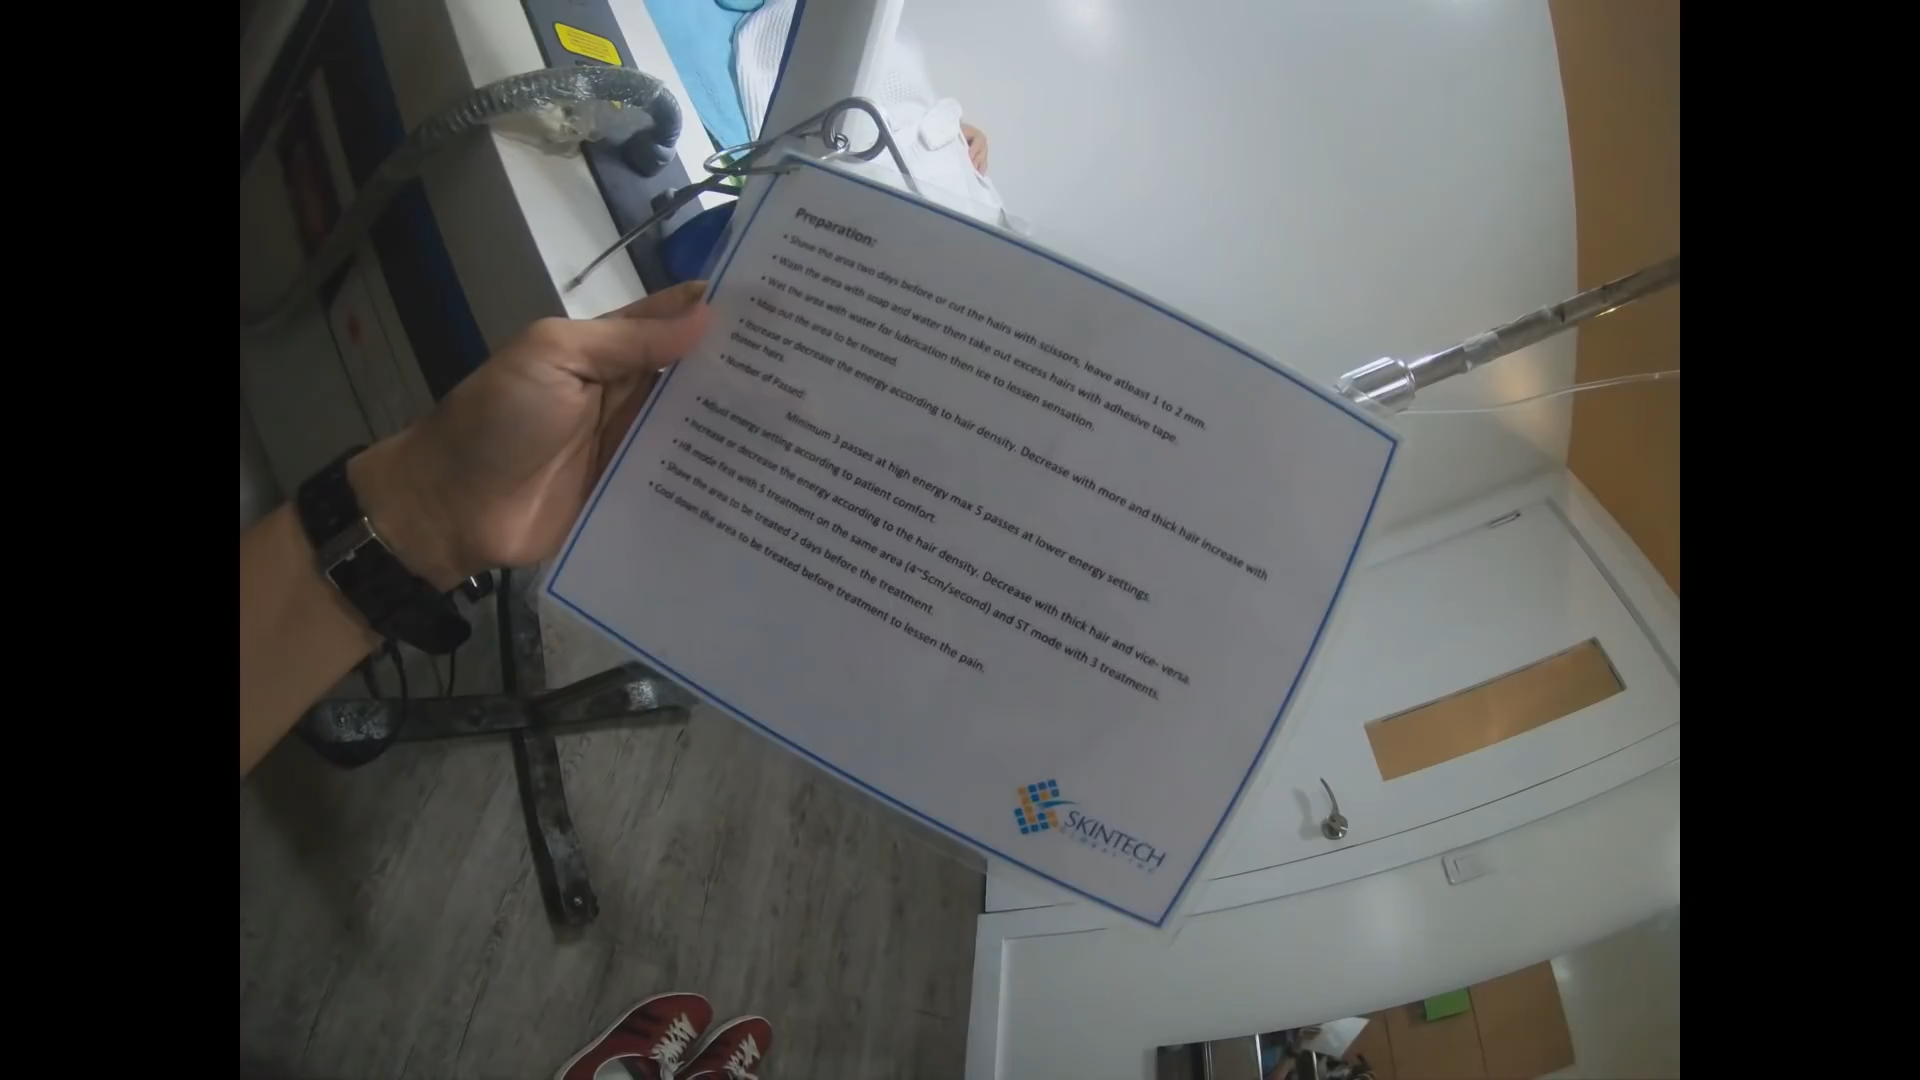 Preparation:
• Shave the area two days before or cut the hairs with scissors, leave atleast 1 to 2 mm.
• Wash the area with soap and water then take out excess hairs with adhesive tape.
• Wet the area with water for lubrication then ice to lessen sensation.
• Map out the area to be treated.
• Increase or decrease the energy according to hair density. Decrease with more and thick hair increase with
thinner hairs.
• Number of Passed:
Minimum 3 passes at high energy max 5 passes at lower energy settings.
• Adjust energy setting according to patient comfort.
• Increase or decrease the energy according to the hair density. Decrease with thick hair and vice- versa.
• HR mode first with 5 treatment on the same area (4~5cm/second) and ST mode with 3 treatments.
• Shave the area to be treated 2 days before the treatment.
• Cool down the area to be treated before treatment to lessen the pain.
SKINTECH
GLOBAL INC